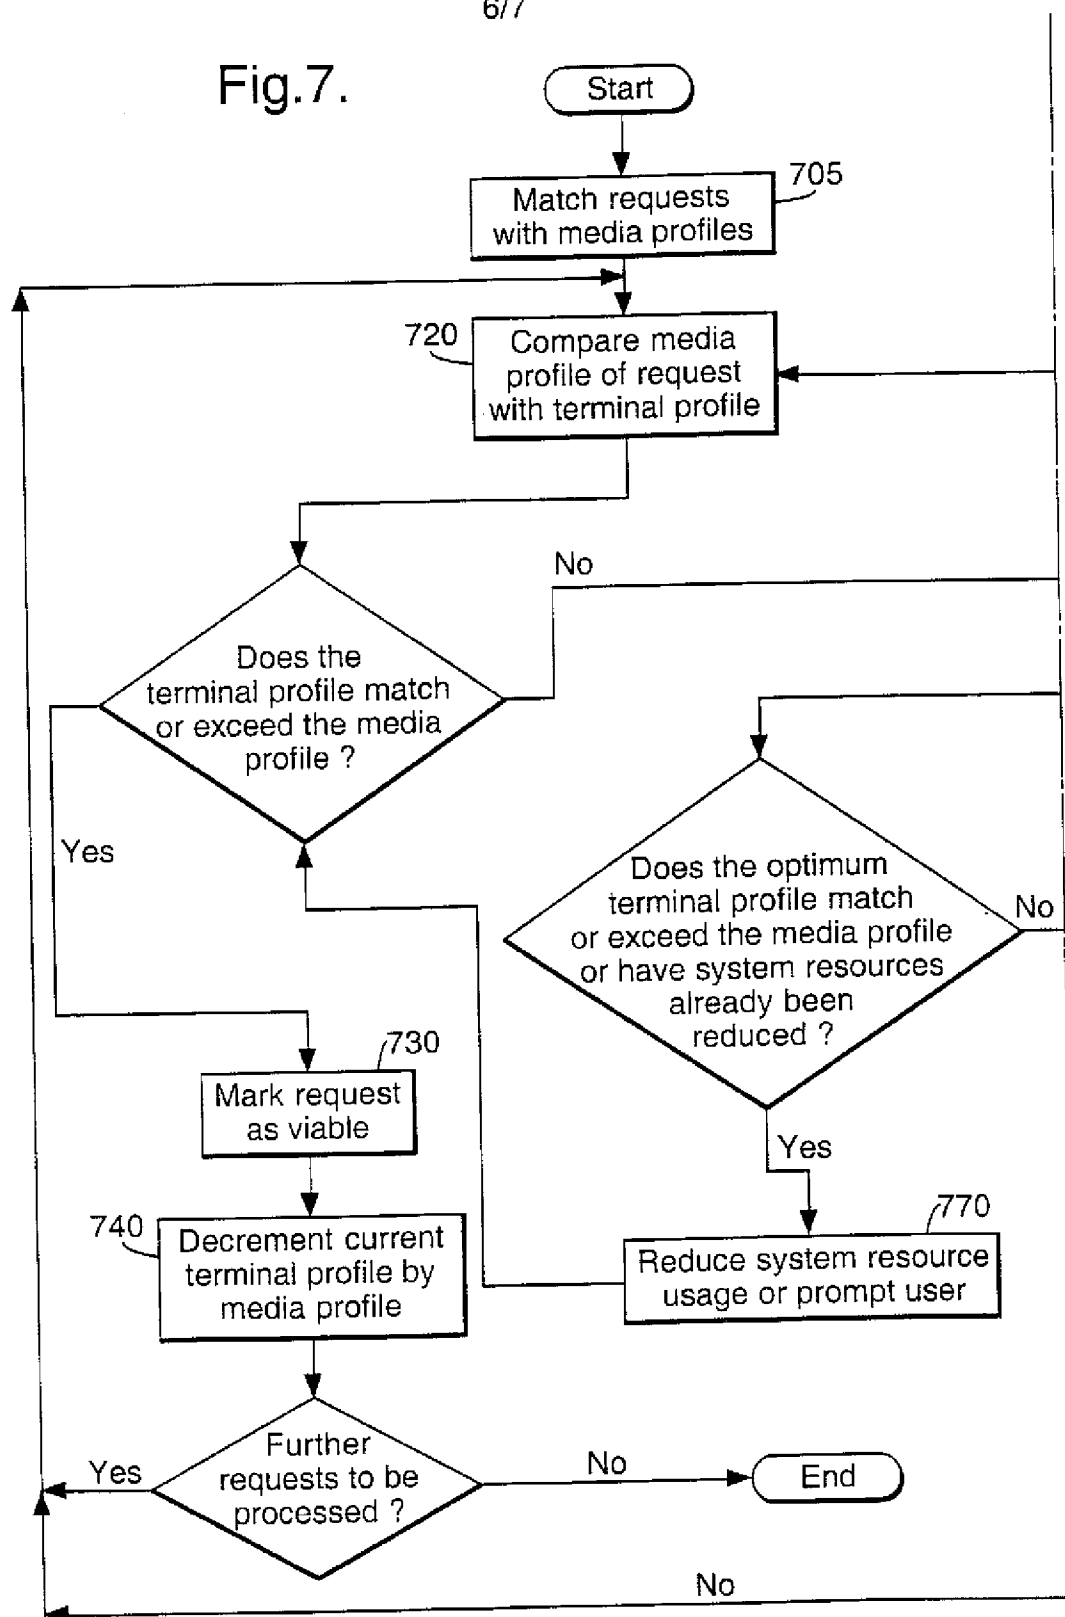 6/7
Fig.7.
Start
705
Match requests
with media profiles
720
Compare media
profile of request
with terminal profile
No
Does the
terminal profile match
or exceed the media
profile ?
Yes
Does the optimum
terminal profile match
or exceed the media profile
or have system resources
already been
reduced ?
No
730
Mark request
as viable
Yes
770
740
Decrement current
terminal profile by
media profile
Reduce system resource
usage or prompt user
Further
requests to be
processed ?
Yes
No
End
No